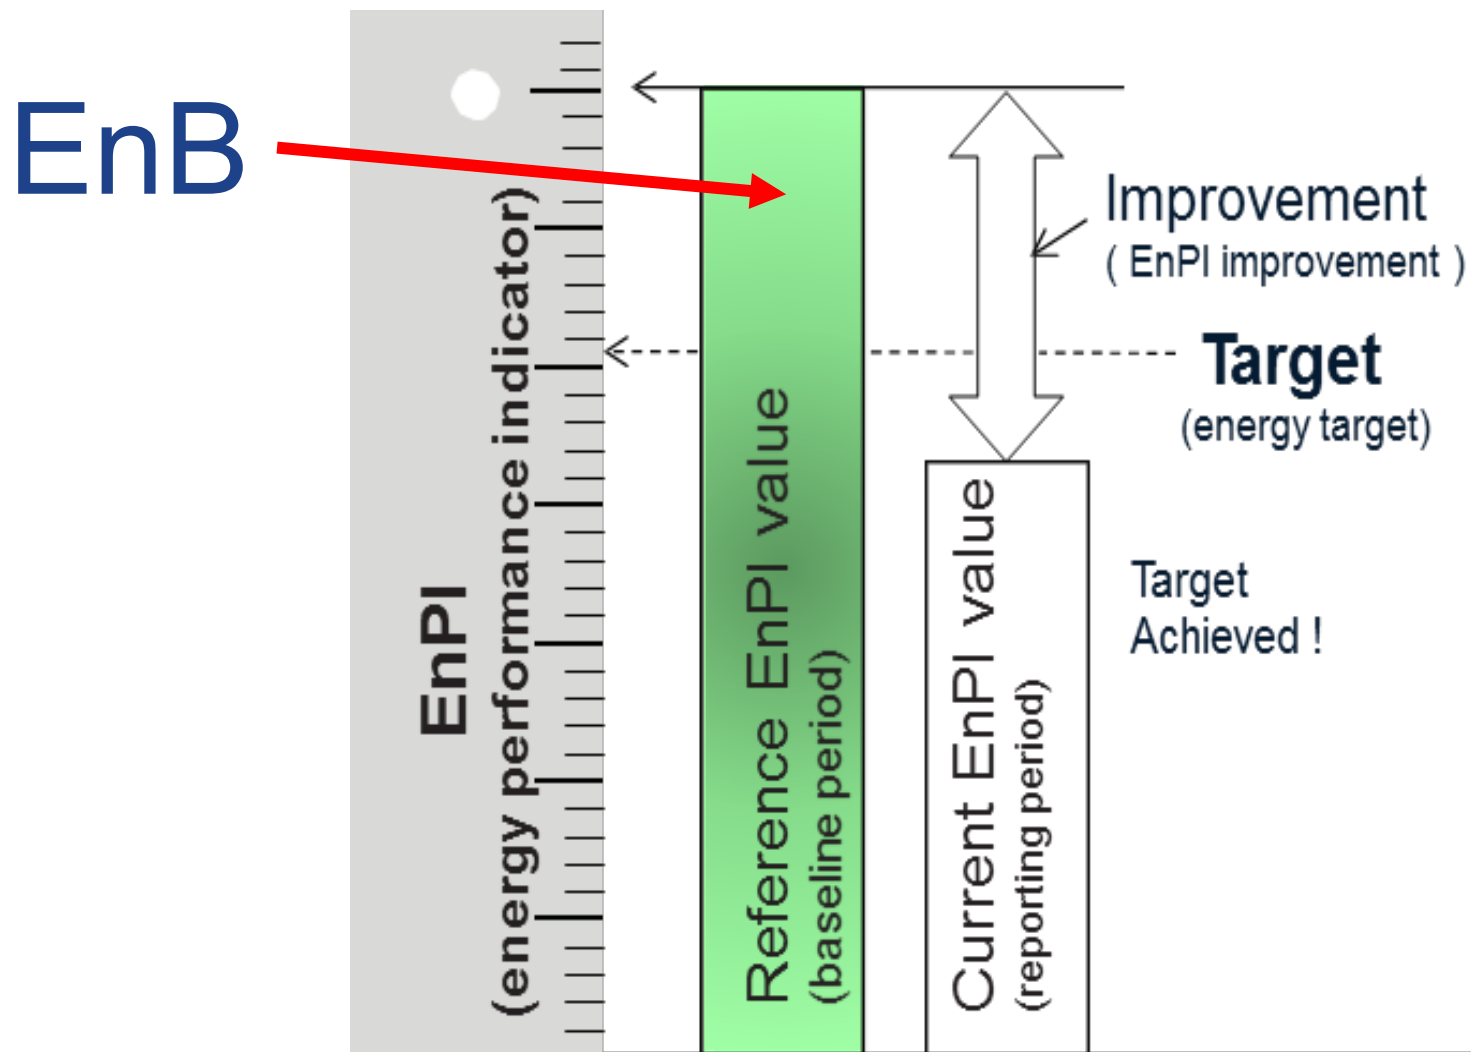 EnB
EnPI
(energy performance indicator)
Reference EnPI value
(baseline period)
Current EnPI value
(reporting period)
Improvement
( EnPI improvement )
Target
(energy target)
Target
Achieved !